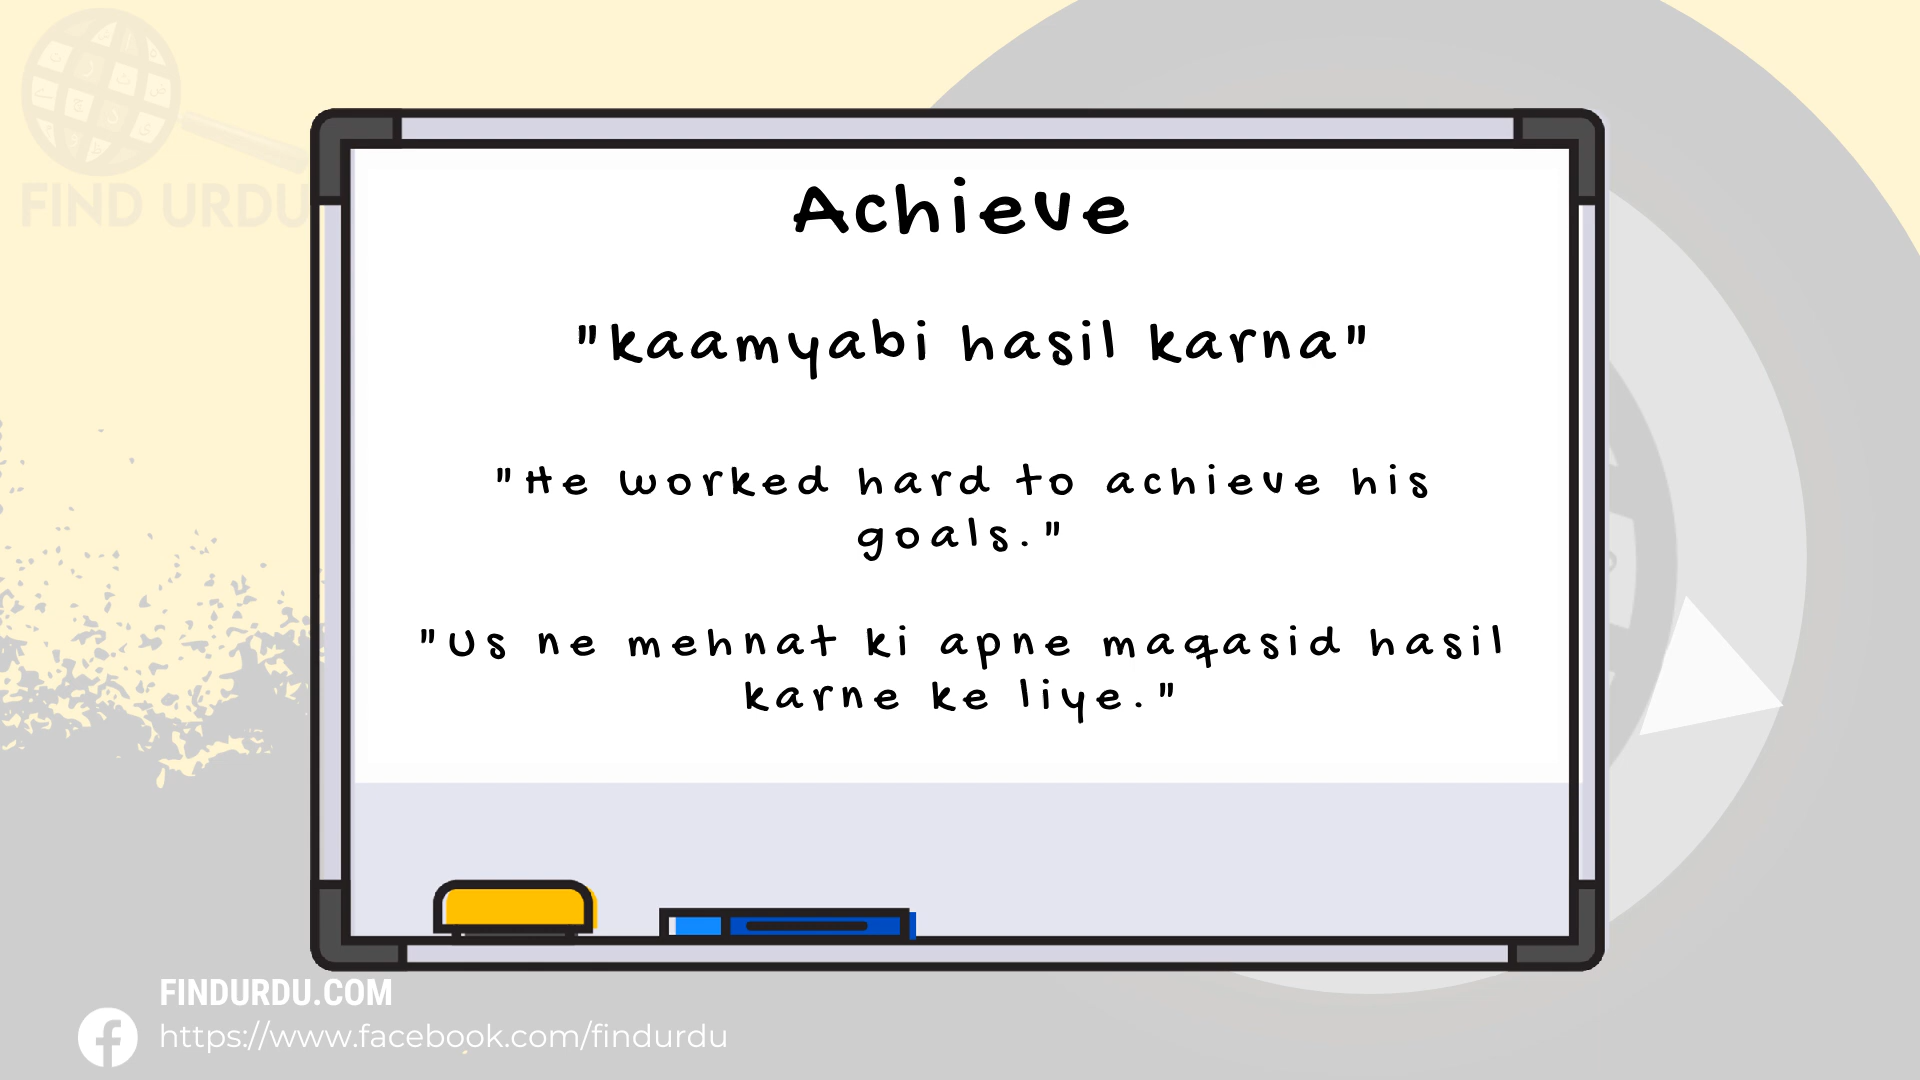 FIND URDU
Achieve
"kaamyabi hasil karna"
"He worked hard to achieve his
goals."
"Us ne mehnat ki apne maqasid hasil
karne ke liye."
FINDURDU.COM
https://www.facebook.com/findurdu